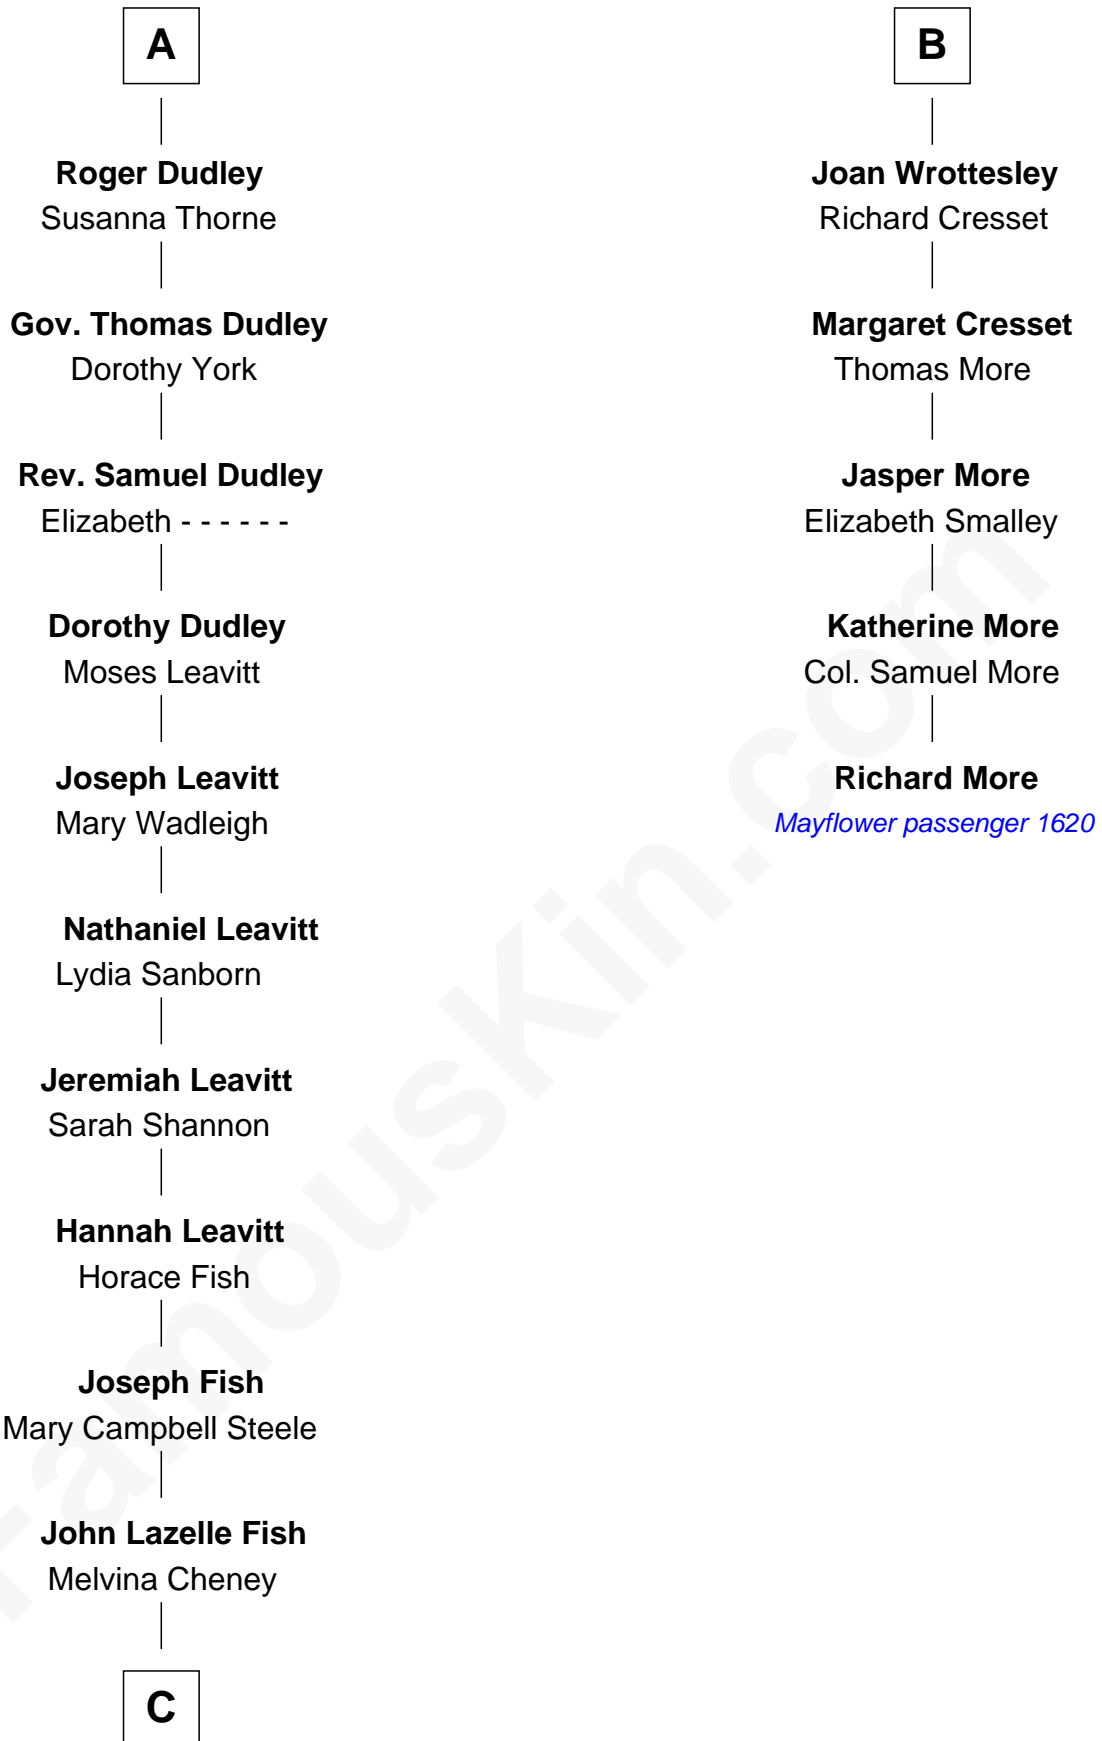 A
Roger Dudley
Susanna Thorne
Gov. Thomas Dudley
Dorothy York
Rev. Samuel Dudley
Elizabeth - - - - - -
Dorothy Dudley
Moses Leavitt
Joseph Leavitt
Mary Wadleigh
Nathaniel Leavitt
Lydia Sanborn
Jeremiah Leavitt
Sarah Shannon
Hannah Leavitt
Horace Fish
Joseph Fish
Mary Campbell Steele
John Lazelle Fish
Melvina Cheney
C
B
Joan Wrottesley
Richard Cresset
Margaret Cresset
Thomas More
Jasper More
Elizabeth Smalley
Katherine More
Col. Samuel More
Richard More
Mayflower passenger 1620
FamousKin.com